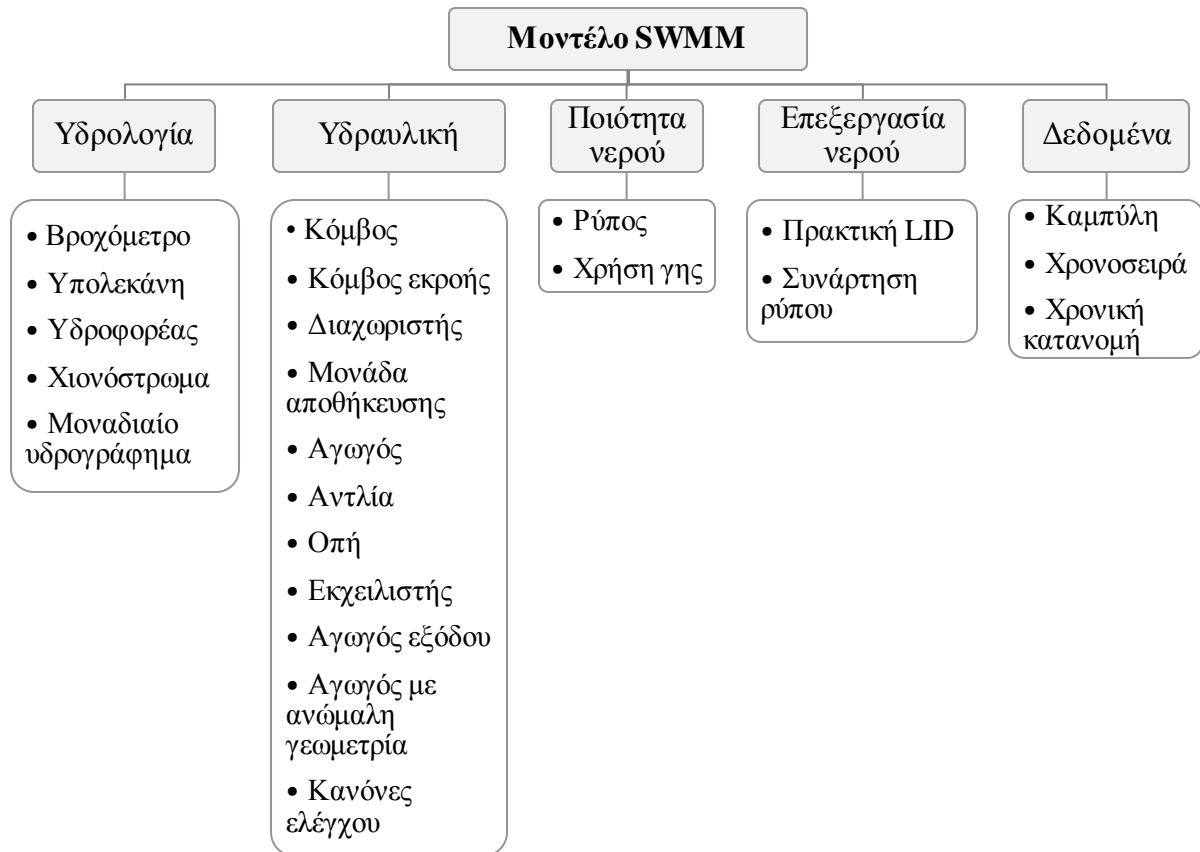 Μοντέλο SWMM
Υδρολογία
• Βροχόμετρο
• Υπολεκάνη
• Υδροφορέας
• Χιονόστρωμα
• Μοναδιαίο
υδρογράφημα
Υδραυλική
• Κόμβος
• Κόμβος εκροής
• Διαχωριστής
• Μονάδα
αποθήκευσης
• Αγωγός
• Αντλία
• Οπή
• Εκχειλιστής
• Αγωγός εξόδου
• Αγωγός με
ανώμαλη
γεωμετρία
• Κανόνες
ελέγχου
Ποιότητα
νερού
• Ρύπος
• Χρήση γης
Επεξεργασία
νερού
• Πρακτική LID
• Συνάρτηση
ρύπου
Δεδομένα
• Καμπύλη
• Χρονοσειρά
• Χρονική
κατανομή